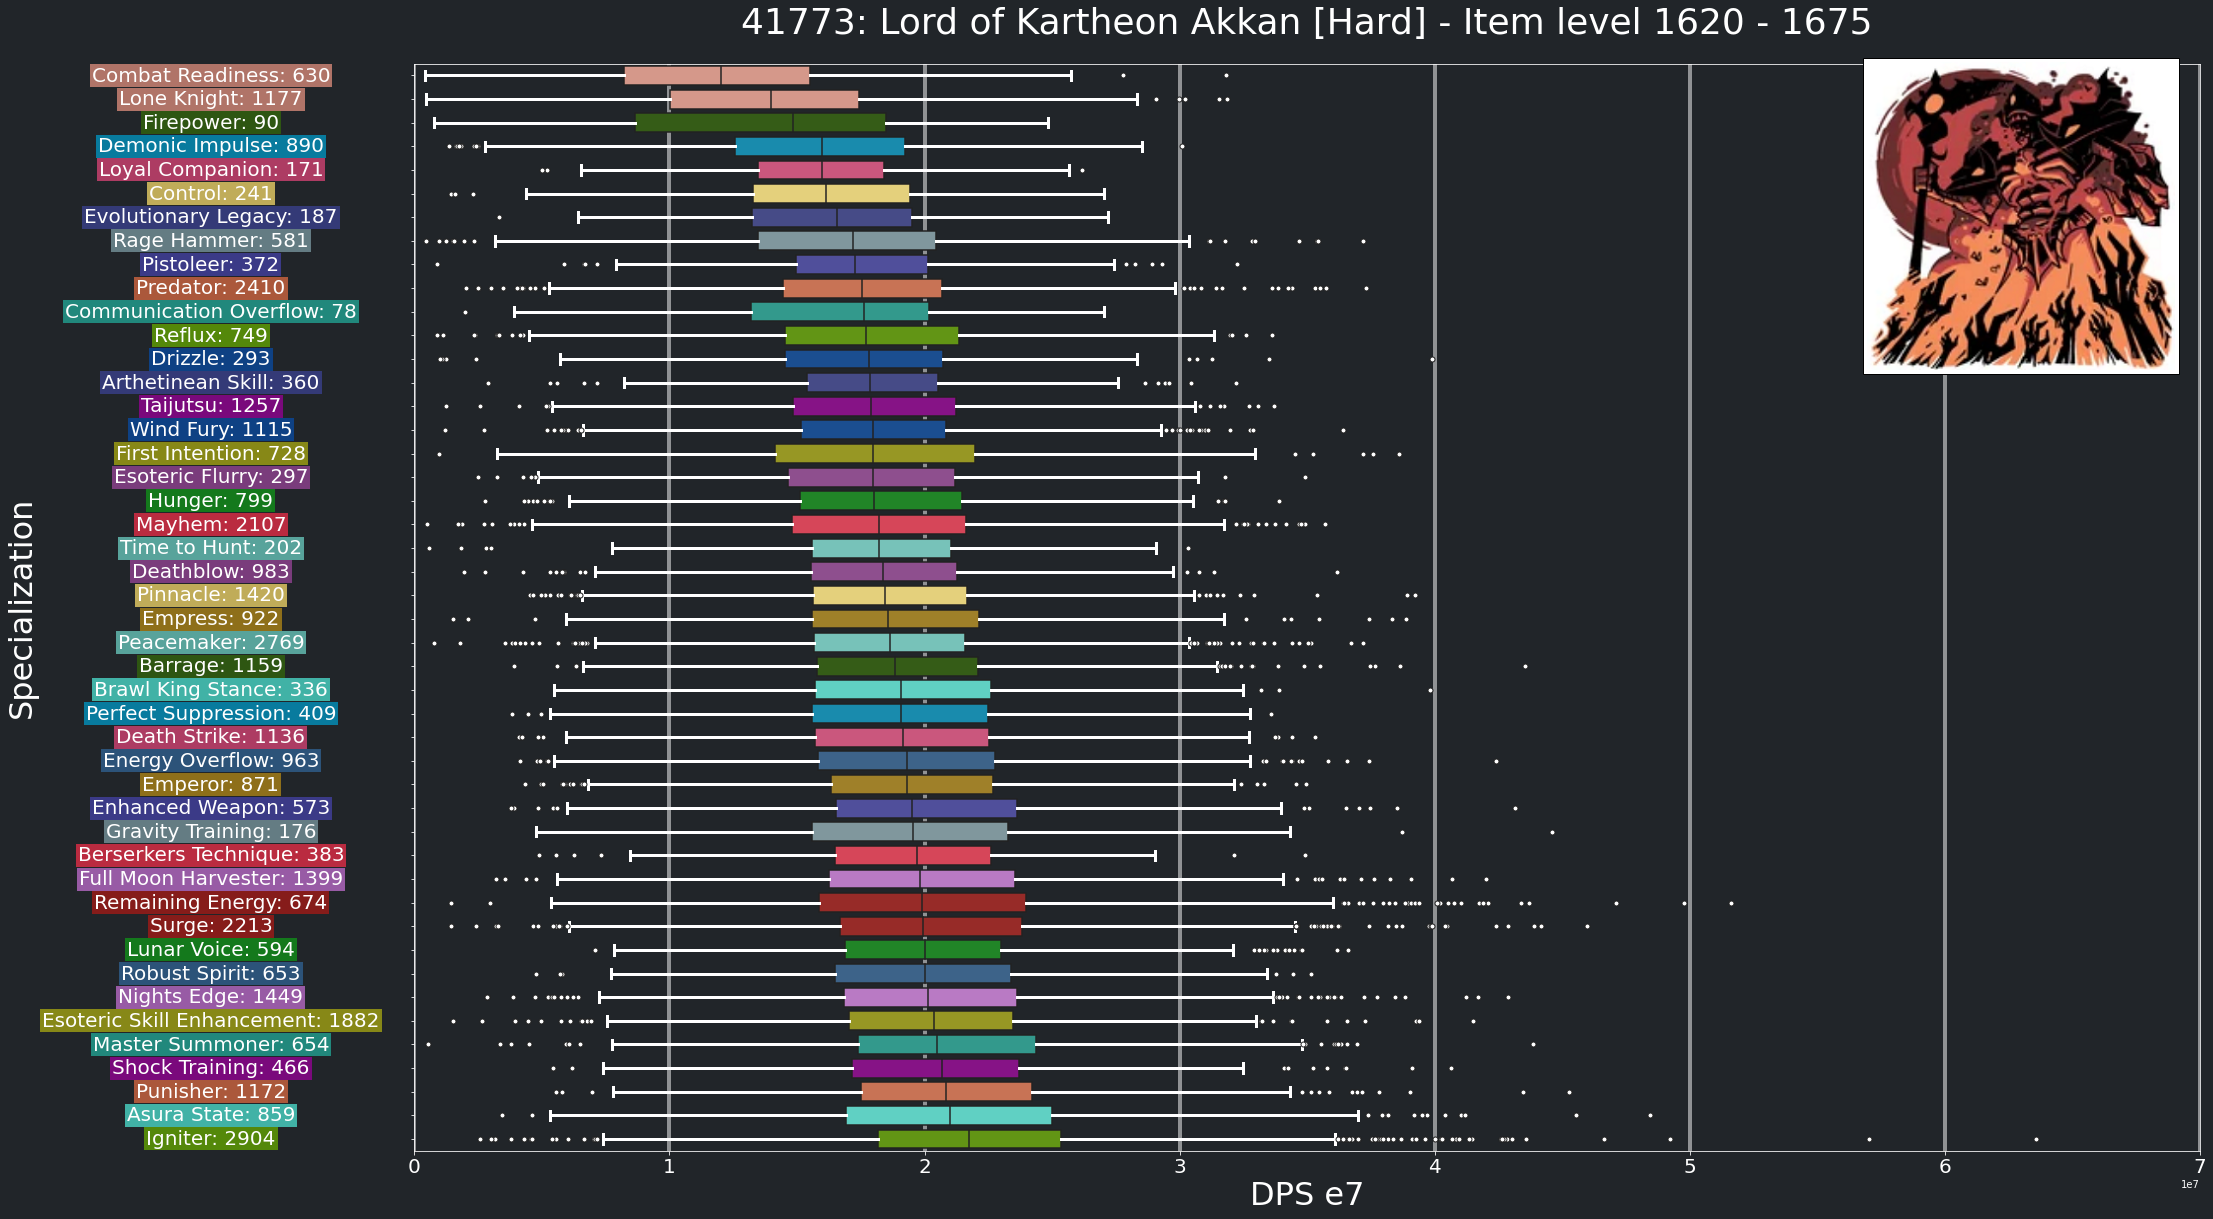 41773: Lord of Kartheon Akkan [Hard] - Item level 1620 - 1675
Specialization
Combat Readiness: 630
Lone Knight: 1177
Firepower: 90
Demonic Impulse: 890
Loyal Companion: 171
Control: 241
Evolutionary Legacy: 187
Rage Hammer: 581
Pistoleer: 372
Predator: 2410
Communication Overflow: 78
Reflux: 749
Drizzle: 293
Arthetinean Skill: 360
Taijutsu: 1257
Wind Fury: 1115
First Intention: 728
Esoteric Flurry: 297
Hunger: 799
Mayhem: 2107
Time to Hunt: 202
Deathblow: 983
Pinnacle: 1420
Empress: 922
Peacemaker: 2769
Barrage: 1159
Brawl King Stance: 336
Perfect Suppression: 409
Death Strike: 1136
Energy Overflow: 963
Emperor: 871
Enhanced Weapon: 573
Gravity Training: 176
Berserkers Technique: 383
Full Moon Harvester: 1399
Remaining Energy: 674
Surge: 2213
Lunar Voice: 594
Robust Spirit: 653
Nights Edge: 1449
Esoteric Skill Enhancement: 1882
Master Summoner: 654
Shock Training: 466
Punisher: 1172
Asura State: 859
Igniter: 2904
0 1 2 3 4 5 6 7
1e7
DPS e7